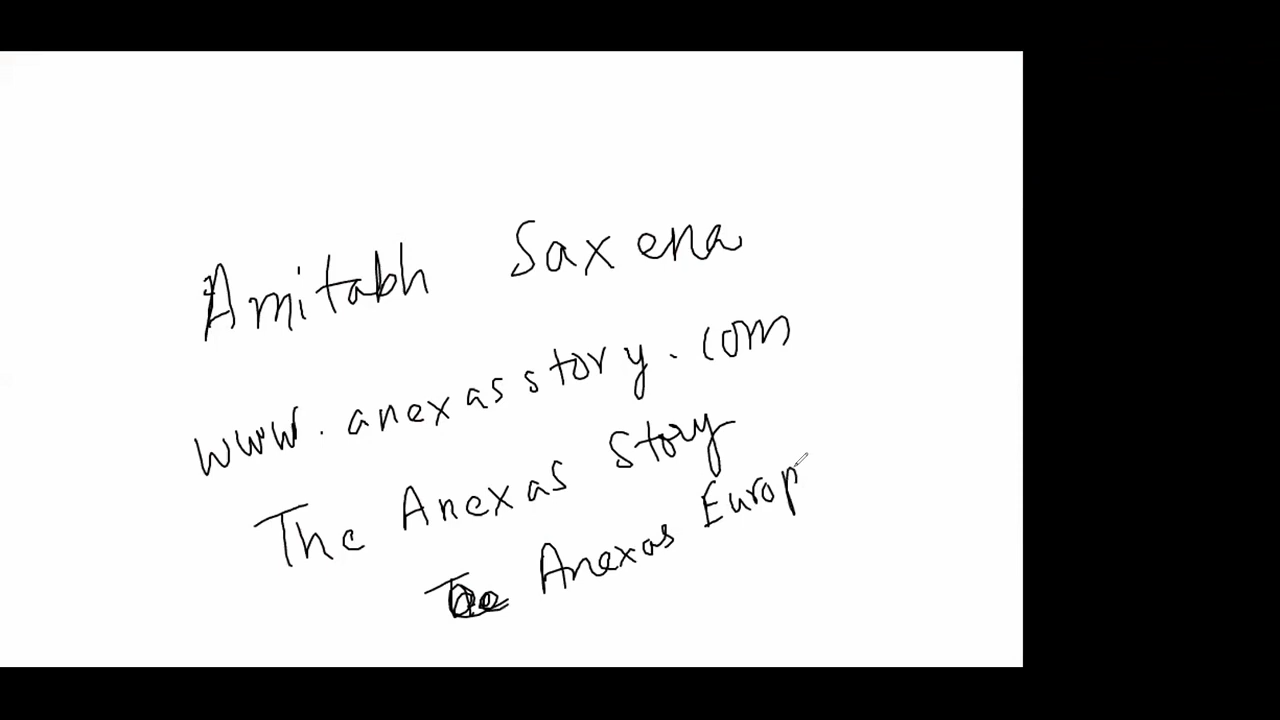 Amitabh Saxena
www.anexasstory.com
The Anexas Story
Anexas Europ